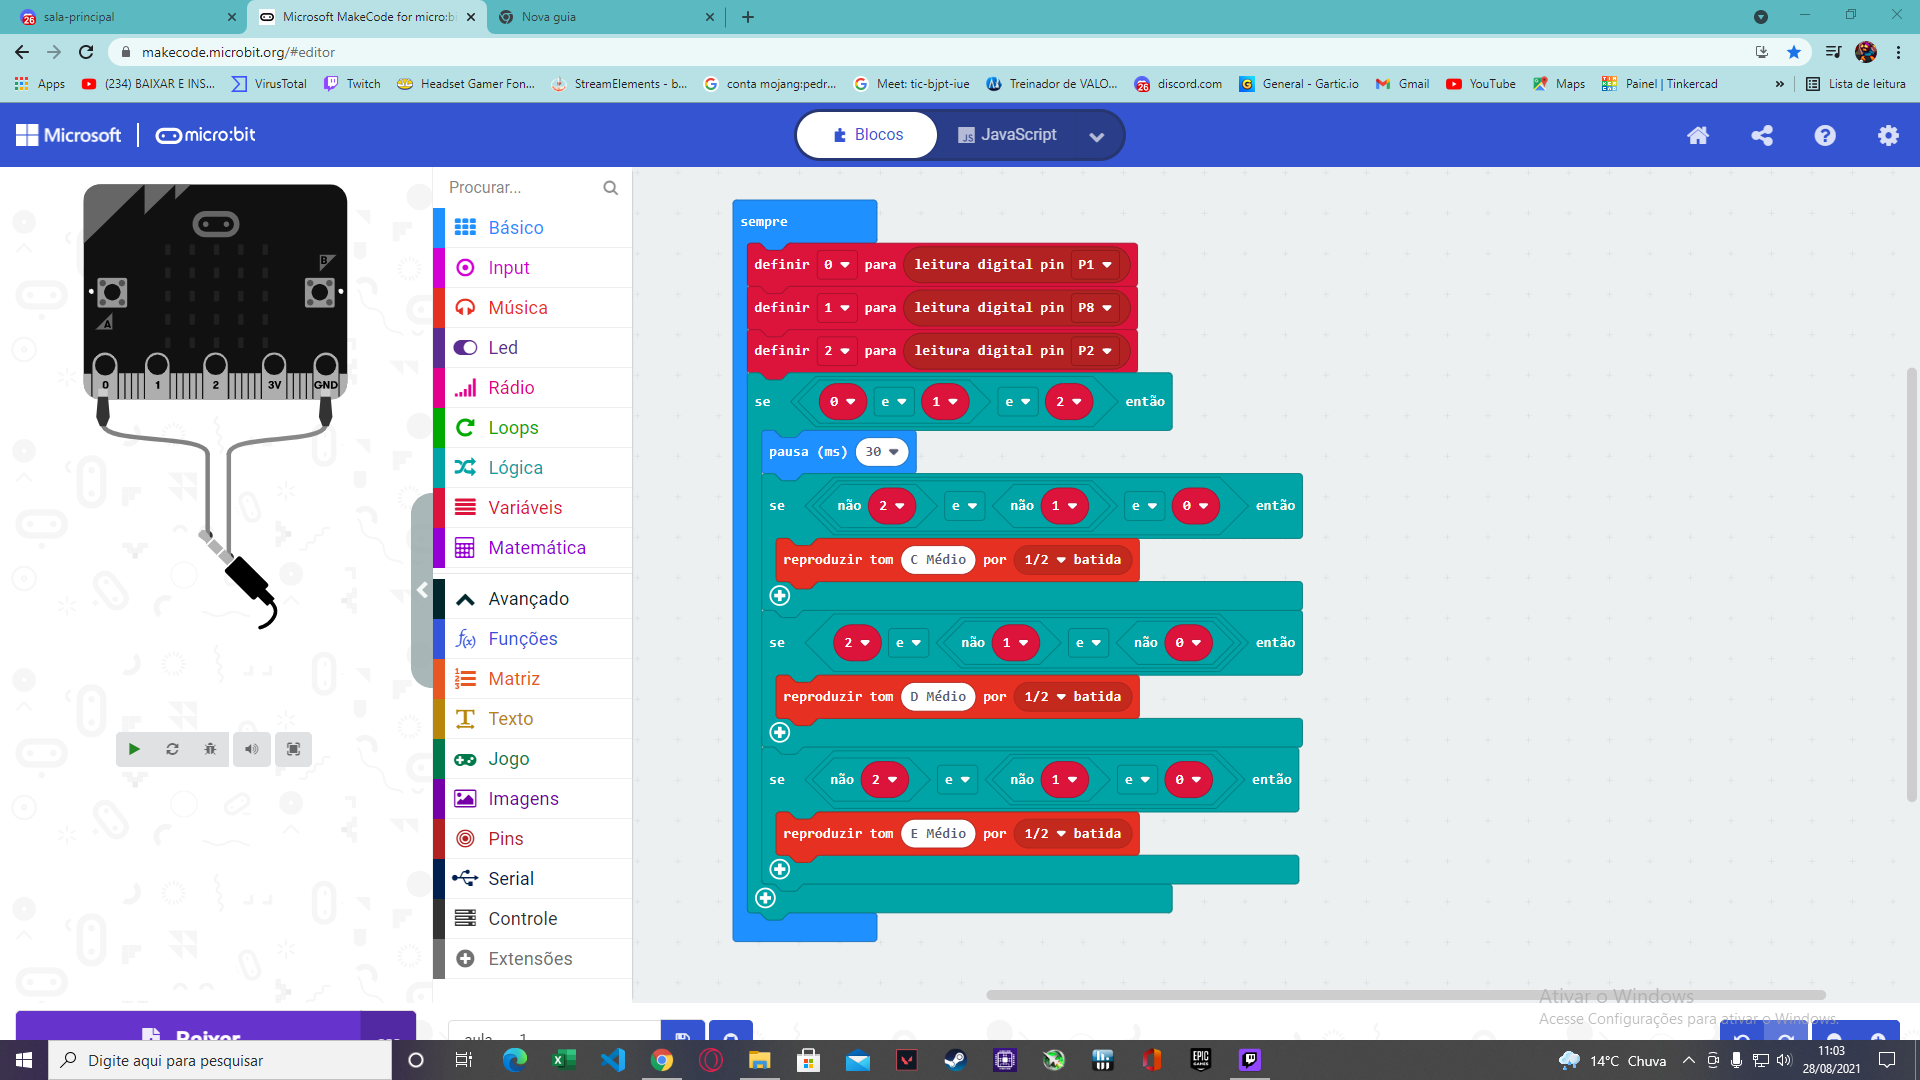 sala-principal
Microsoft MakeCode for micro:bi
Nova guia
makecode.microbit.org/#editor
Apps
(234) BAIXAR E INS...
VirusTotal
Twitch
Headset Gamer Fon...
StreamElements - b...
conta mojang:pedr...
Meet: tic-bjpt-iue
Treinador de VALO...
discord.com
General - Gartic.io
Gmail
YouTube
Maps
Painel | Tinkercad
»
Lista de leitura
Microsoft
micro:bit
Blocos
JavaScript
A
B
0 1 2 3V GND
Procurar...
Básico
Input
Música
Led
Rádio
Loops
Lógica
Variáveis
Matemática
Avançado
Funções
Matriz
Texto
Jogo
Imagens
Pins
Serial
Controle
Extensões
sempre
definir 0 para leitura digital pin P1
definir 1 para leitura digital pin P8
definir 2 para leitura digital pin P2
se 0 e 1 e 2 então
pausa (ms) 30
se não 2 e não 1 e 0 então
reproduzir tom C Médio por 1/2 batida
se 2 e não 1 e não 0 então
reproduzir tom D Médio por 1/2 batida
se não 2 e não 1 e 0 então
reproduzir tom E Médio por 1/2 batida
Ativar o Windows
Acesse Configurações para ativar o Windows.
Baixar
Digite aqui para pesquisar
14°C Chuva
11:03
28/08/2021